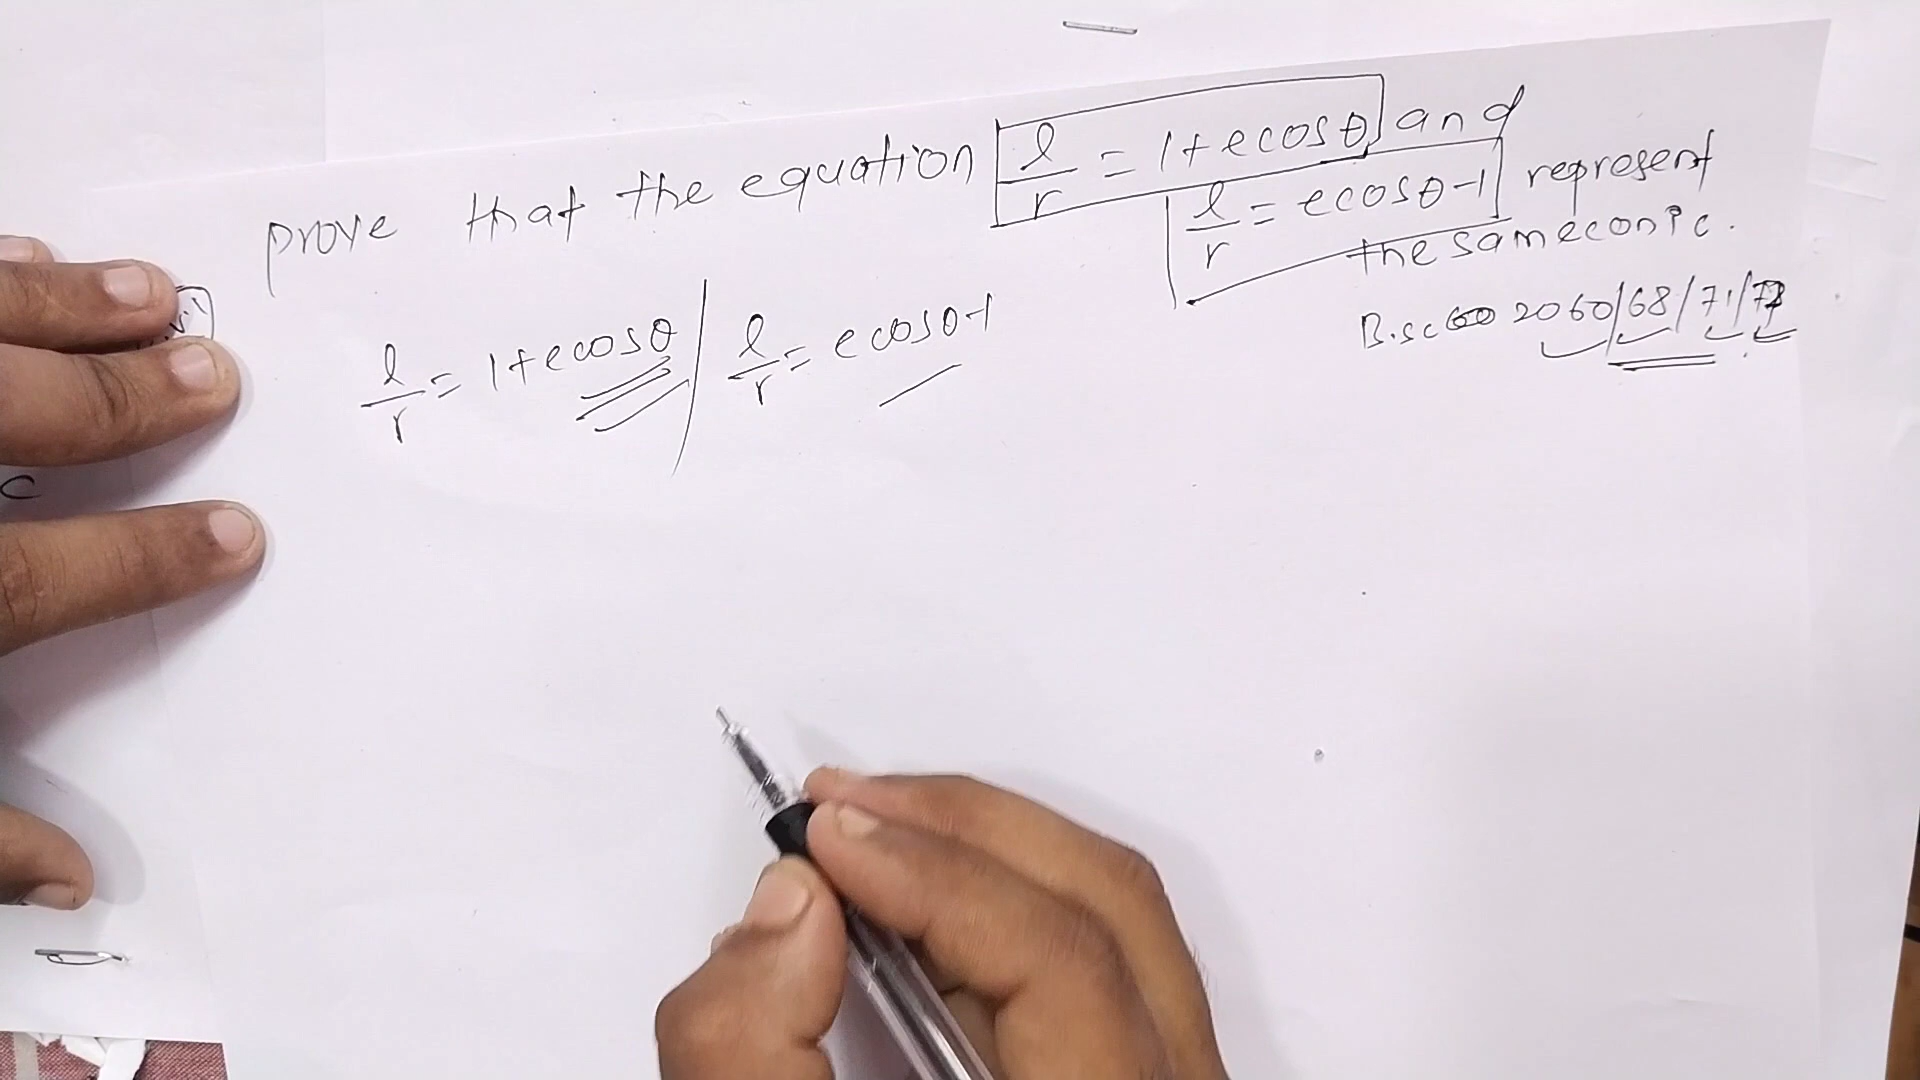 prove that the equation l/r = 1+ecosθ and
l/r = ecosθ-1 represent
the same conic.
B.sc 2060/68/71/72
l/r = 1+ecosθ / l/r = ecosθ-1
c